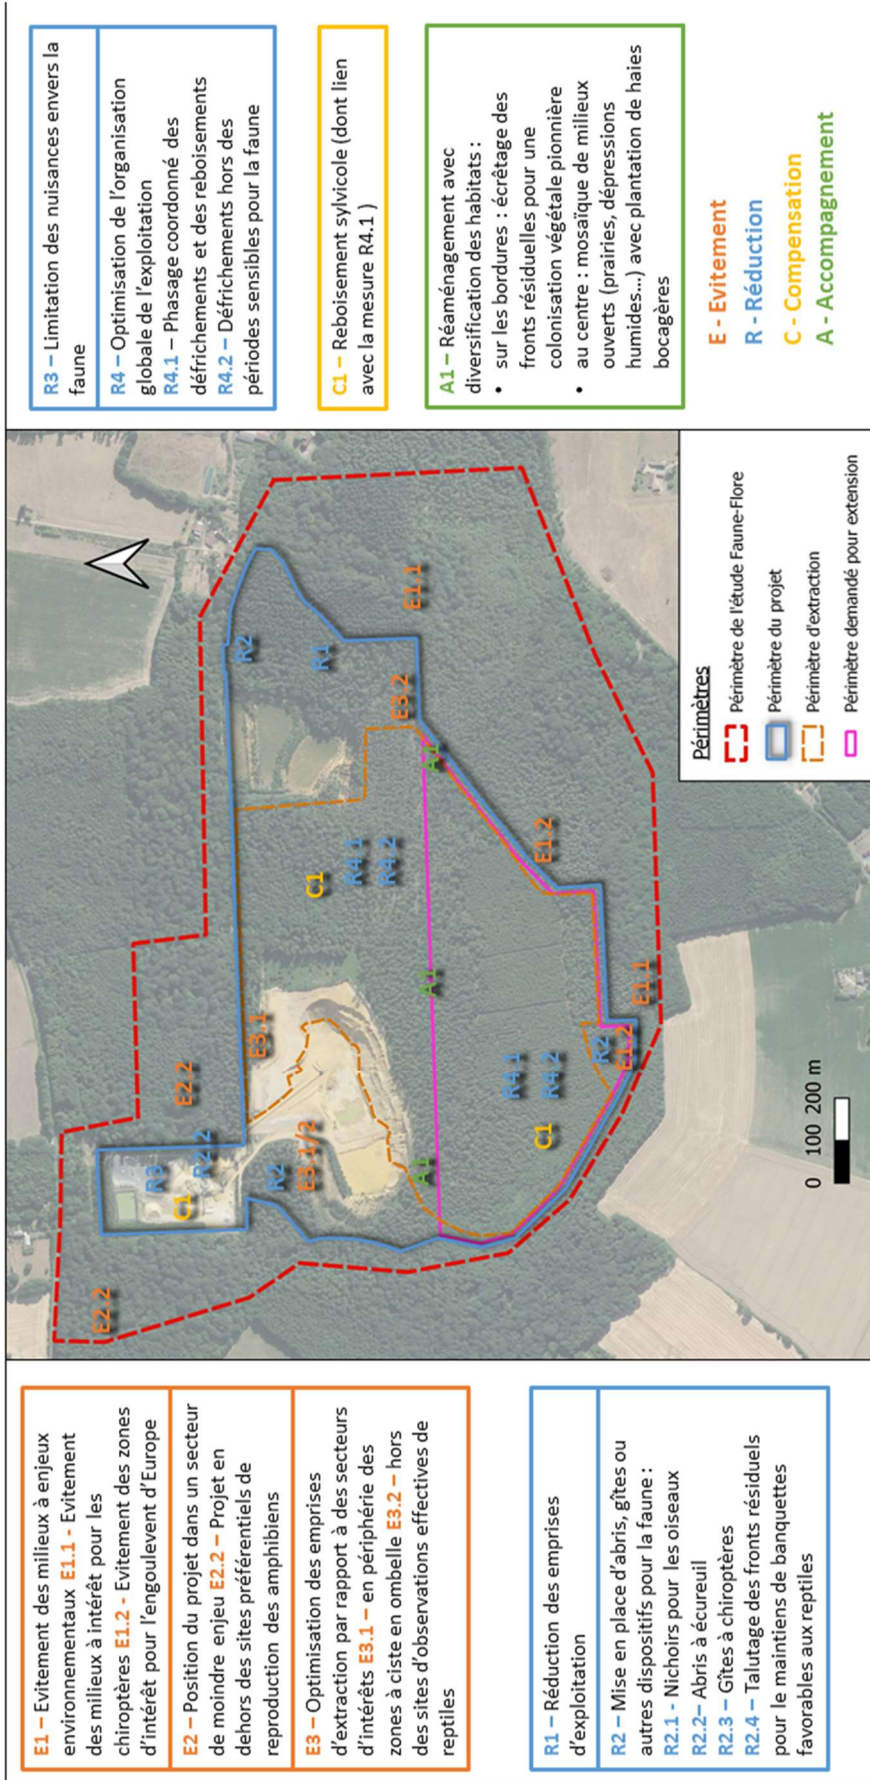 E1 – Evitement des milieux à enjeux
environnementaux E1.1 - Evitement
des milieux à intérêt pour les
chiroptères E1.2 - Evitement des zones
d'intérêt pour l'engoulevent d'Europe
E2 – Position du projet dans un secteur
de moindre enjeu E2.2 – Projet en
dehors des sites préférentiels de
reproduction des amphibiens
E3 – Optimisation des emprises
d'extraction par rapport à des secteurs
d'intérêts E3.1 – en périphérie des
zones à ciste en ombelle E3.2 – hors
des sites d'observations effectives de
reptiles
R1 – Réduction des emprises
d'exploitation
R2 – Mise en place d'abris, gîtes ou
autres dispositifs pour la faune :
R2.1 - Nichoirs pour les oiseaux
R2.2– Abris à écureuil
R2.3 – Gîtes à chiroptères
R2.4 – Talutage des fronts résiduels
pour le maintiens de banquettes
favorables aux reptiles
E2.2
R3
C1
R2.2
E2.2
R2
E3.1/2
E3.1
A1
C1
R4.1
R4.2
A1
R2
E1.2
E1.1
C1
R4.1
R4.2
E1.2
A1
E3.2
R2
R1
E1.1
0 100 200 m
Périmètres
Périmètre de l'étude Faune-Flore
Périmètre du projet
Périmètre d'extraction
Périmètre demandé pour extension
R3 – Limitation des nuisances envers la
faune
R4 – Optimisation de l'organisation
globale de l'exploitation
R4.1 – Phasage coordonné des
défrichements et des reboisements
R4.2 – Défrichements hors des
périodes sensibles pour la faune
C1 – Reboisement sylvicole (dont lien
avec la mesure R4.1 )
A1 – Réaménagement avec
diversification des habitats :
• sur les bordures : écrêtage des
fronts résiduelles pour une
colonisation végétale pionnière
• au centre : mosaïque de milieux
ouverts (prairies, dépressions
humides…) avec plantation de haies
bocagères
E - Evitement
R - Réduction
C - Compensation
A - Accompagnement